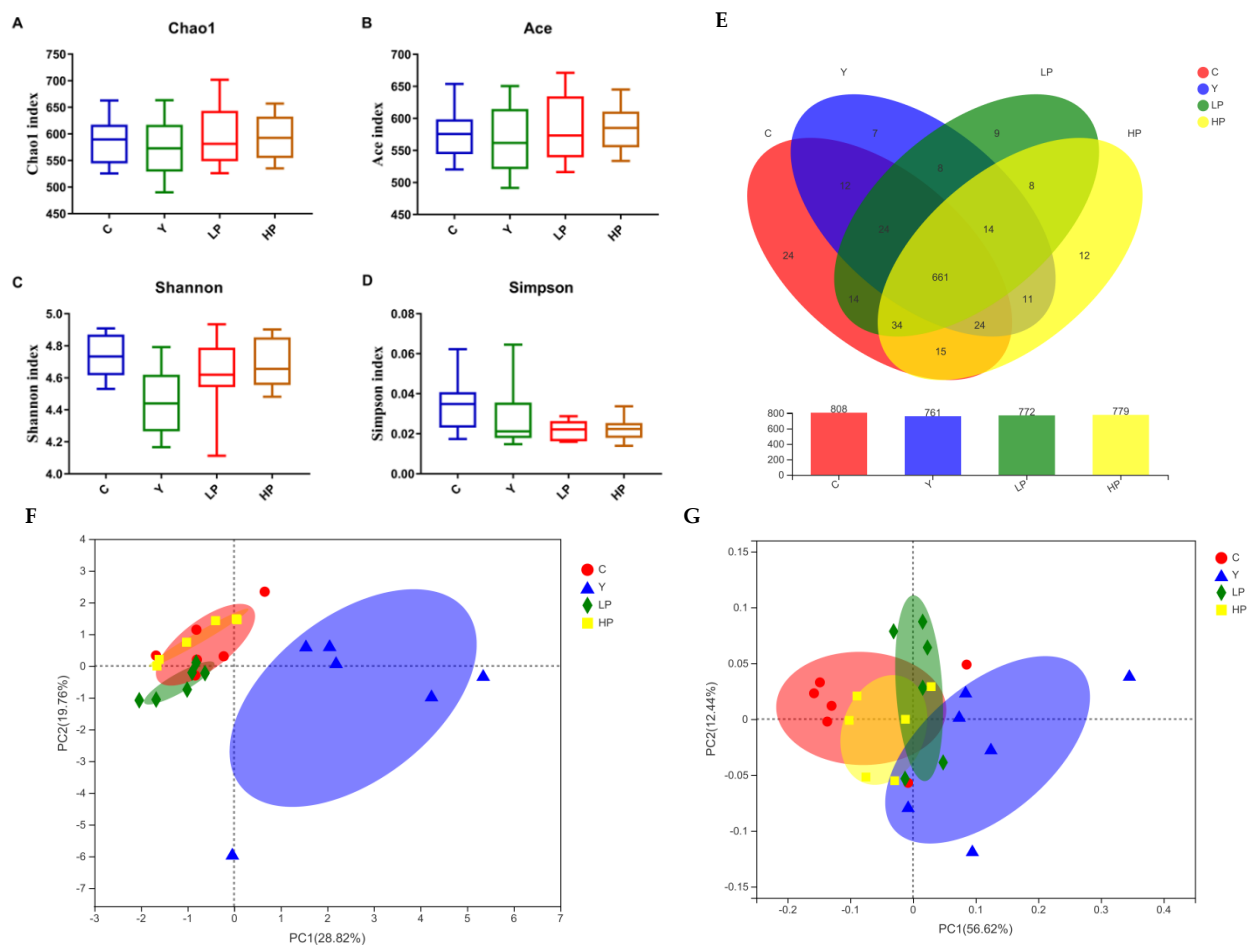 A
Chao1
750
700
650
600
550
500
450
Chao1 index
C
Y
LP
HP
B
Ace
700
650
600
550
500
450
Ace index
C
Y
LP
HP
C
Shannon
5.0
4.8
4.6
4.4
4.2
4.0
Shannon index
C
Y
LP
HP
D
Simpson
0.08
0.06
0.04
0.02
0.00
Simpson index
C
Y
LP
HP
E
Y
LP
C
HP
C
Y
LP
HP
7
9
8
12
8
24
14
24
12
661
14
11
34
24
15
800
600
400
200
0
808
761
772
779
C
Y
LP
HP
F
4
3
2
1
0
-1
-2
-3
-4
-5
-6
-7
PC2(19.76%)
-3
-2
-1
0
1
2
3
4
5
6
7
PC1(28.82%)
C
Y
LP
HP
G
0.15
0.1
0.05
0
-0.05
-0.1
-0.15
PC2(12.44%)
-0.2
-0.1
0
0.1
0.2
0.3
0.4
PC1(56.62%)
C
Y
LP
HP